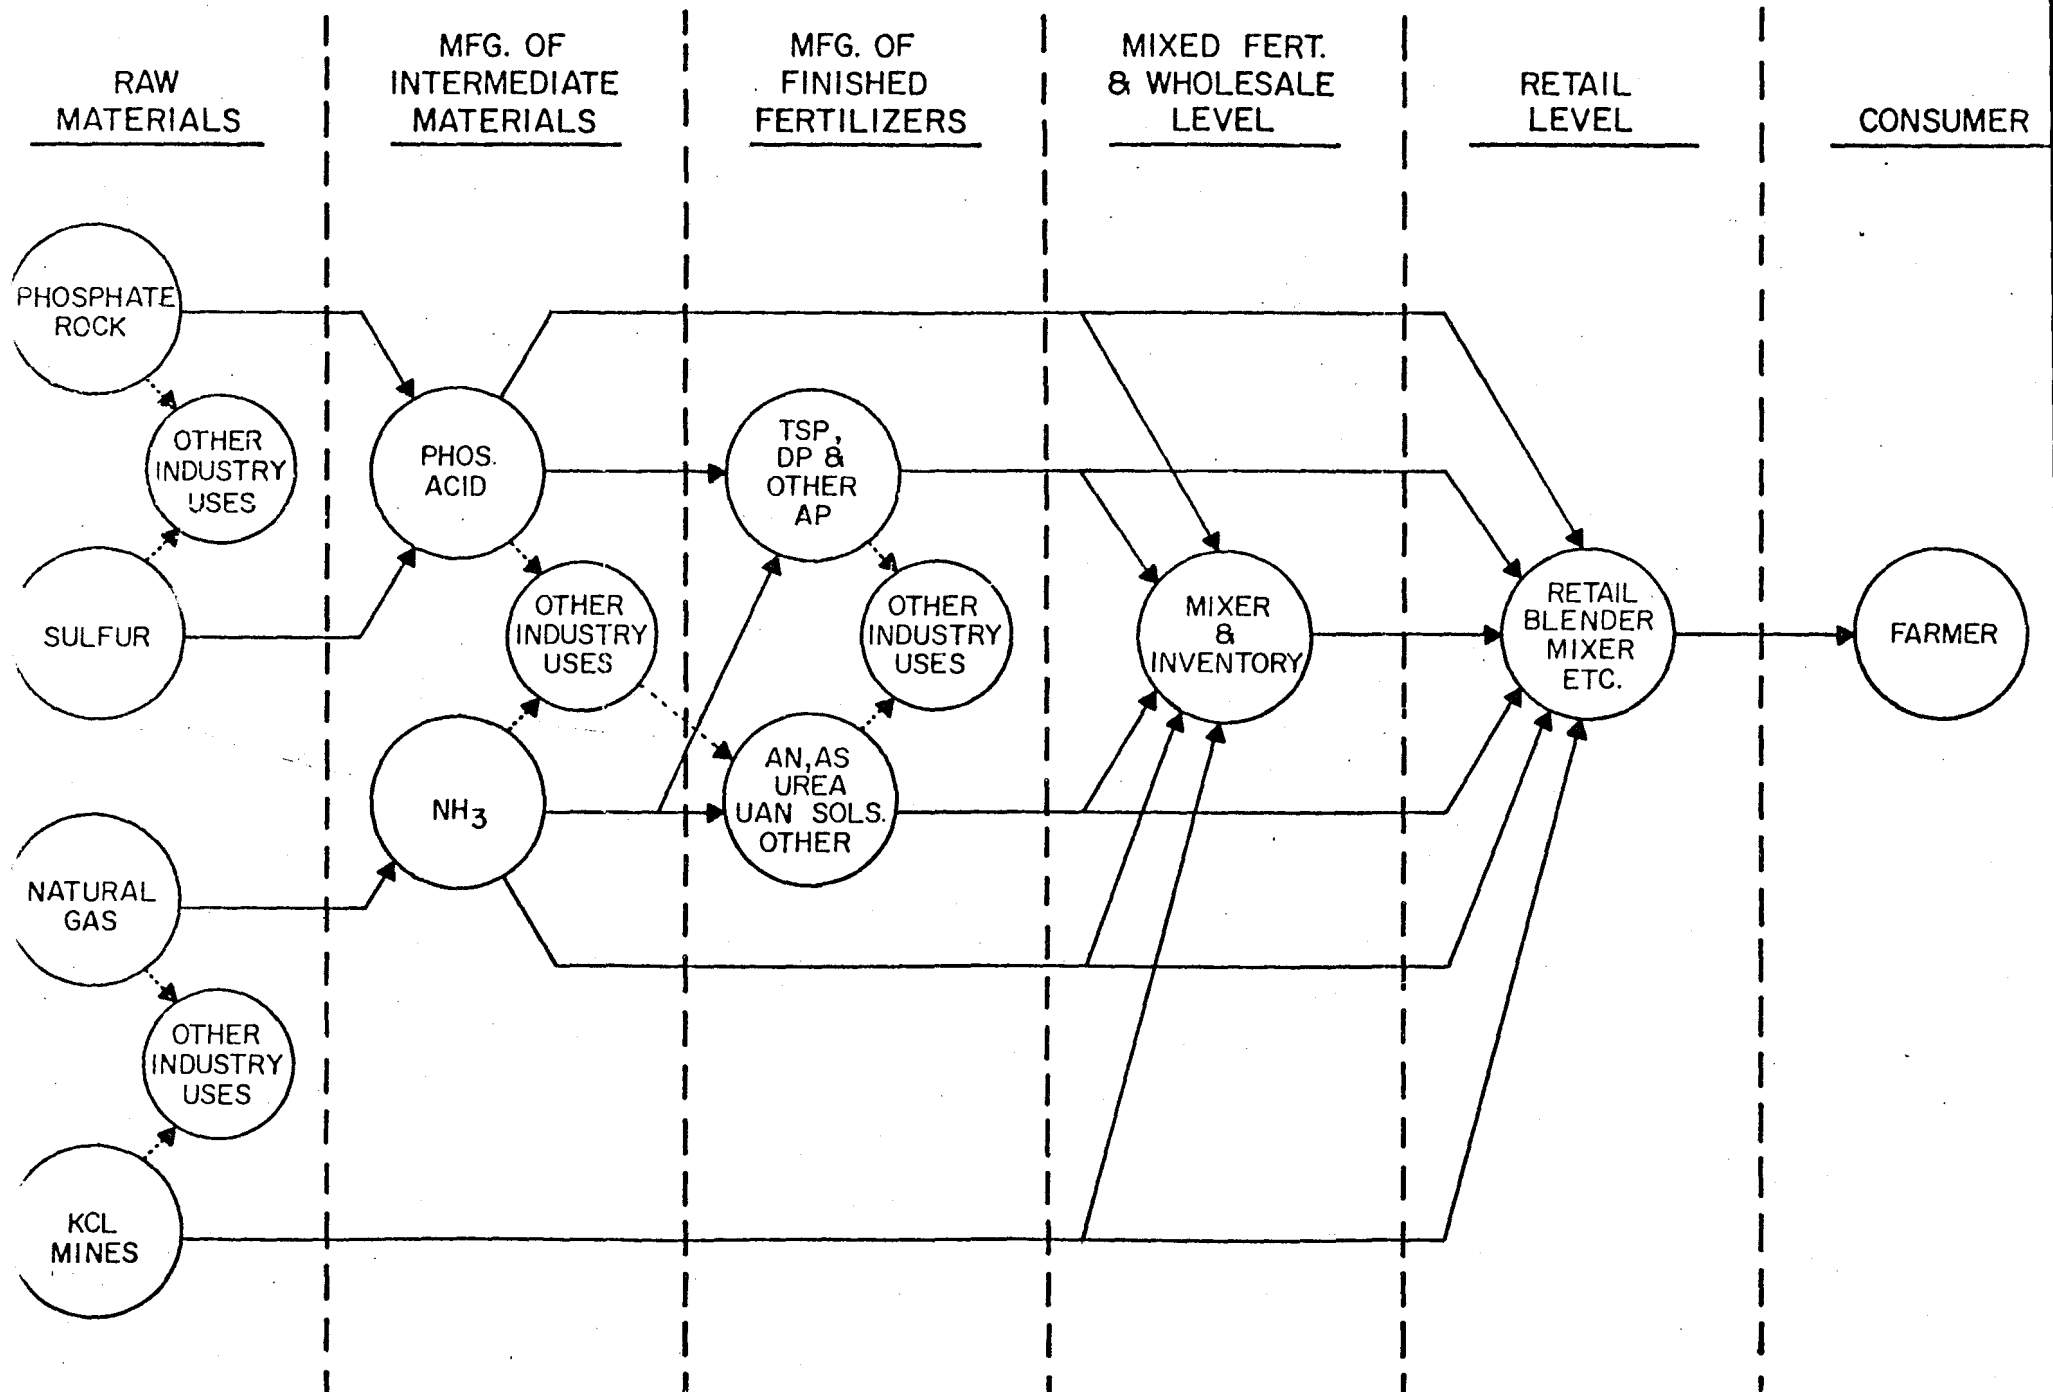 RAW
MATERIALS
MFG. OF
INTERMEDIATE
MATERIALS
MFG. OF
FINISHED
FERTILIZERS
MIXED FERT.
& WHOLESALE
LEVEL
RETAIL
LEVEL
CONSUMER
PHOSPHATE
ROCK
OTHER
INDUSTRY
USES
SULFUR
NATURAL
GAS
OTHER
INDUSTRY
USES
KCL
MINES
PHOS.
ACID
OTHER
INDUSTRY
USES
NH3
TSP,
DP &
OTHER
AP
OTHER
INDUSTRY
USES
AN, AS
UREA
UAN SOLS.
OTHER
MIXER
&
INVENTORY
RETAIL
BLENDER
MIXER
ETC.
FARMER